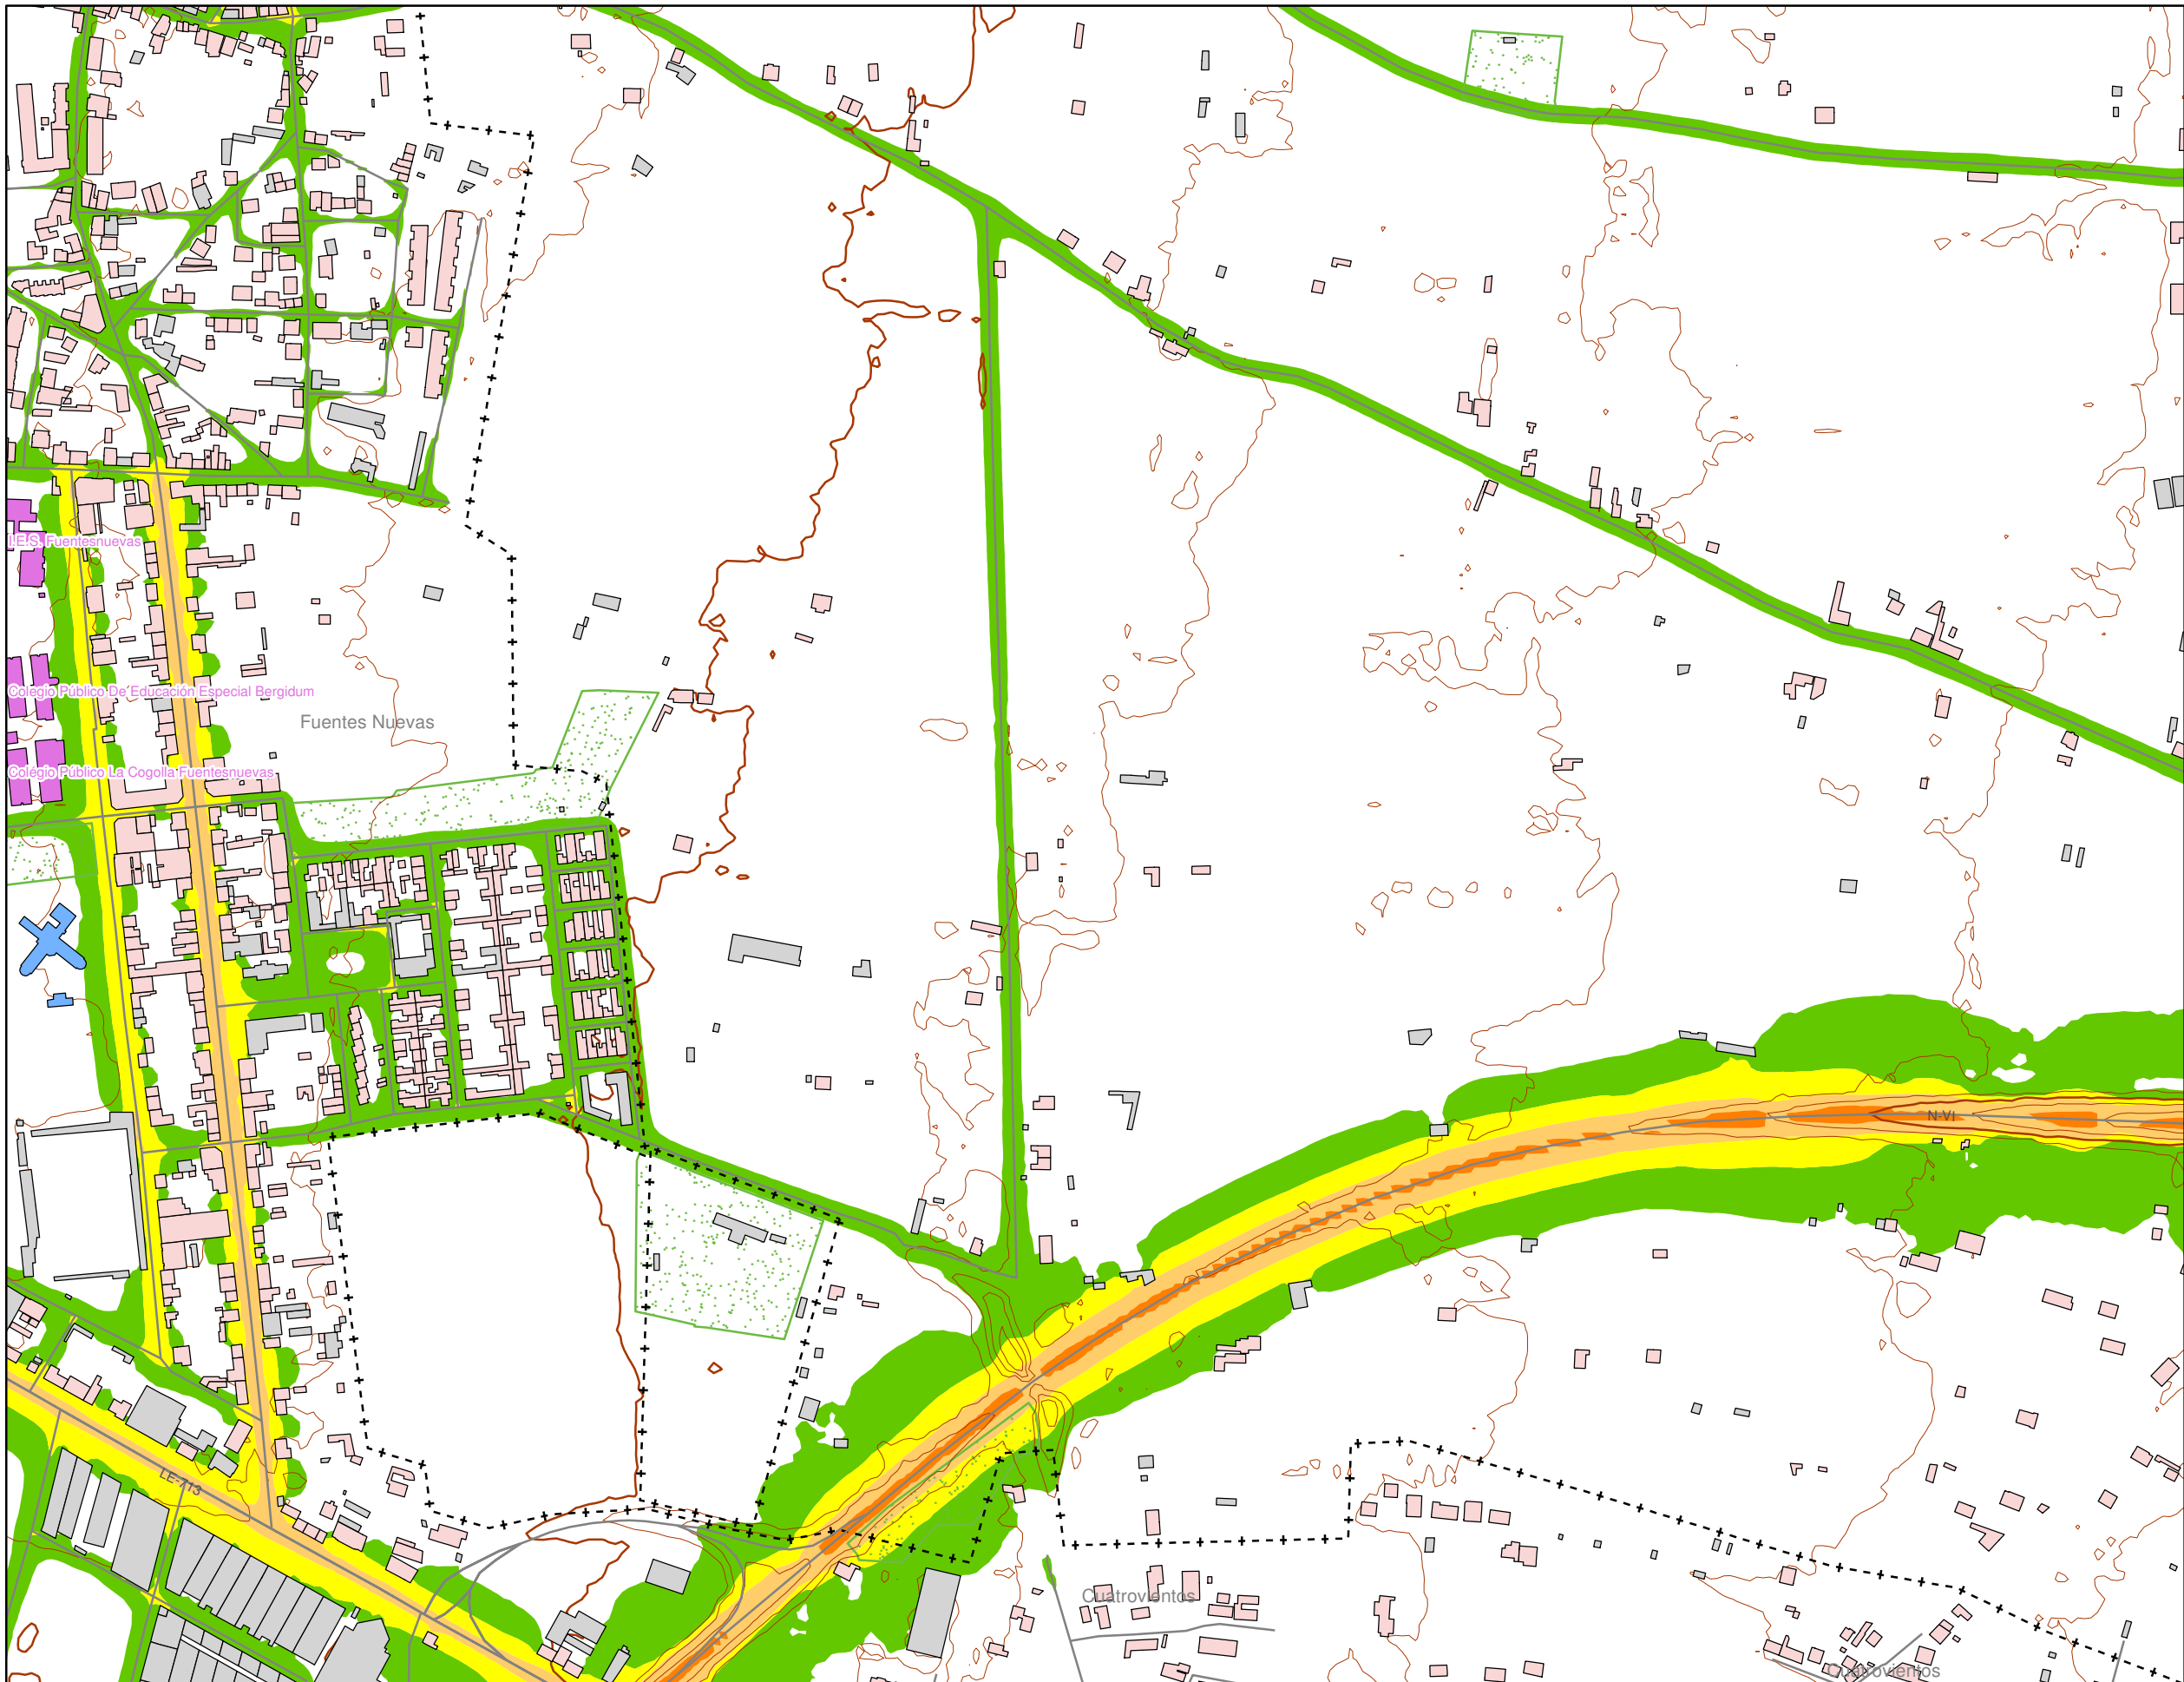 I.E.S. Fuentesnuevas
Colegio Público De Educación Especial Bergidum
Fuentes Nuevas
Colegio Público La Cogolla Fuentesnuevas
N-VI
LE-713
Cuatrovientos
Cuatrovientos